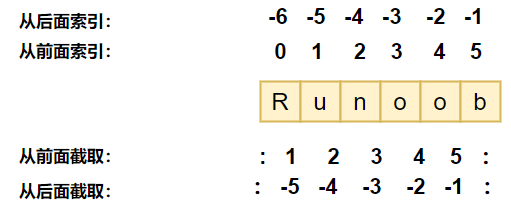 从后面索引: -6 -5 -4 -3 -2 -1
从前面索引: 0 1 2 3 4 5
R u n o o b
从前面截取: : 1 2 3 4 5 :
从后面截取: : -5 -4 -3 -2 -1 :